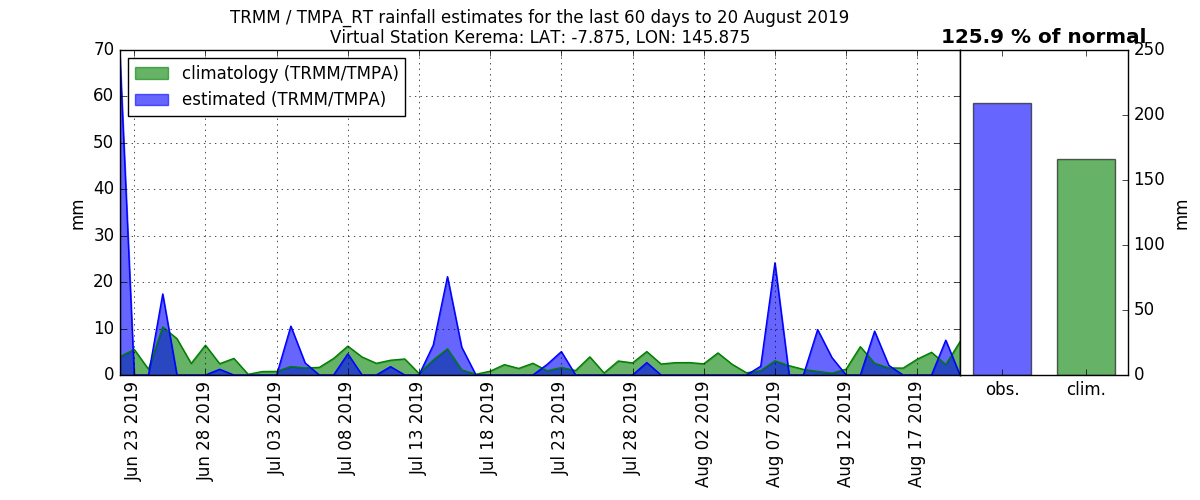 TRMM / TMPA_RT rainfall estimates for the last 60 days to 20 August 2019
Virtual Station Kerema: LAT: -7.875, LON: 145.875
125.9 % of normal
climatology (TRMM/TMPA)
estimated (TRMM/TMPA)
70
60
50
40
30
20
10
0
mm
Jun 23 2019
Jun 28 2019
Jul 03 2019
Jul 08 2019
Jul 13 2019
Jul 18 2019
Jul 23 2019
Jul 28 2019
Aug 02 2019
Aug 07 2019
Aug 12 2019
Aug 17 2019
obs.
clim.
250
200
150
100
50
0
mm